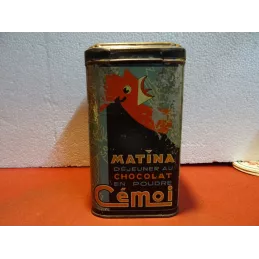 MATINA
DÉJEUNER AU
CHOCOLAT
EN POUDRE
Cémoi